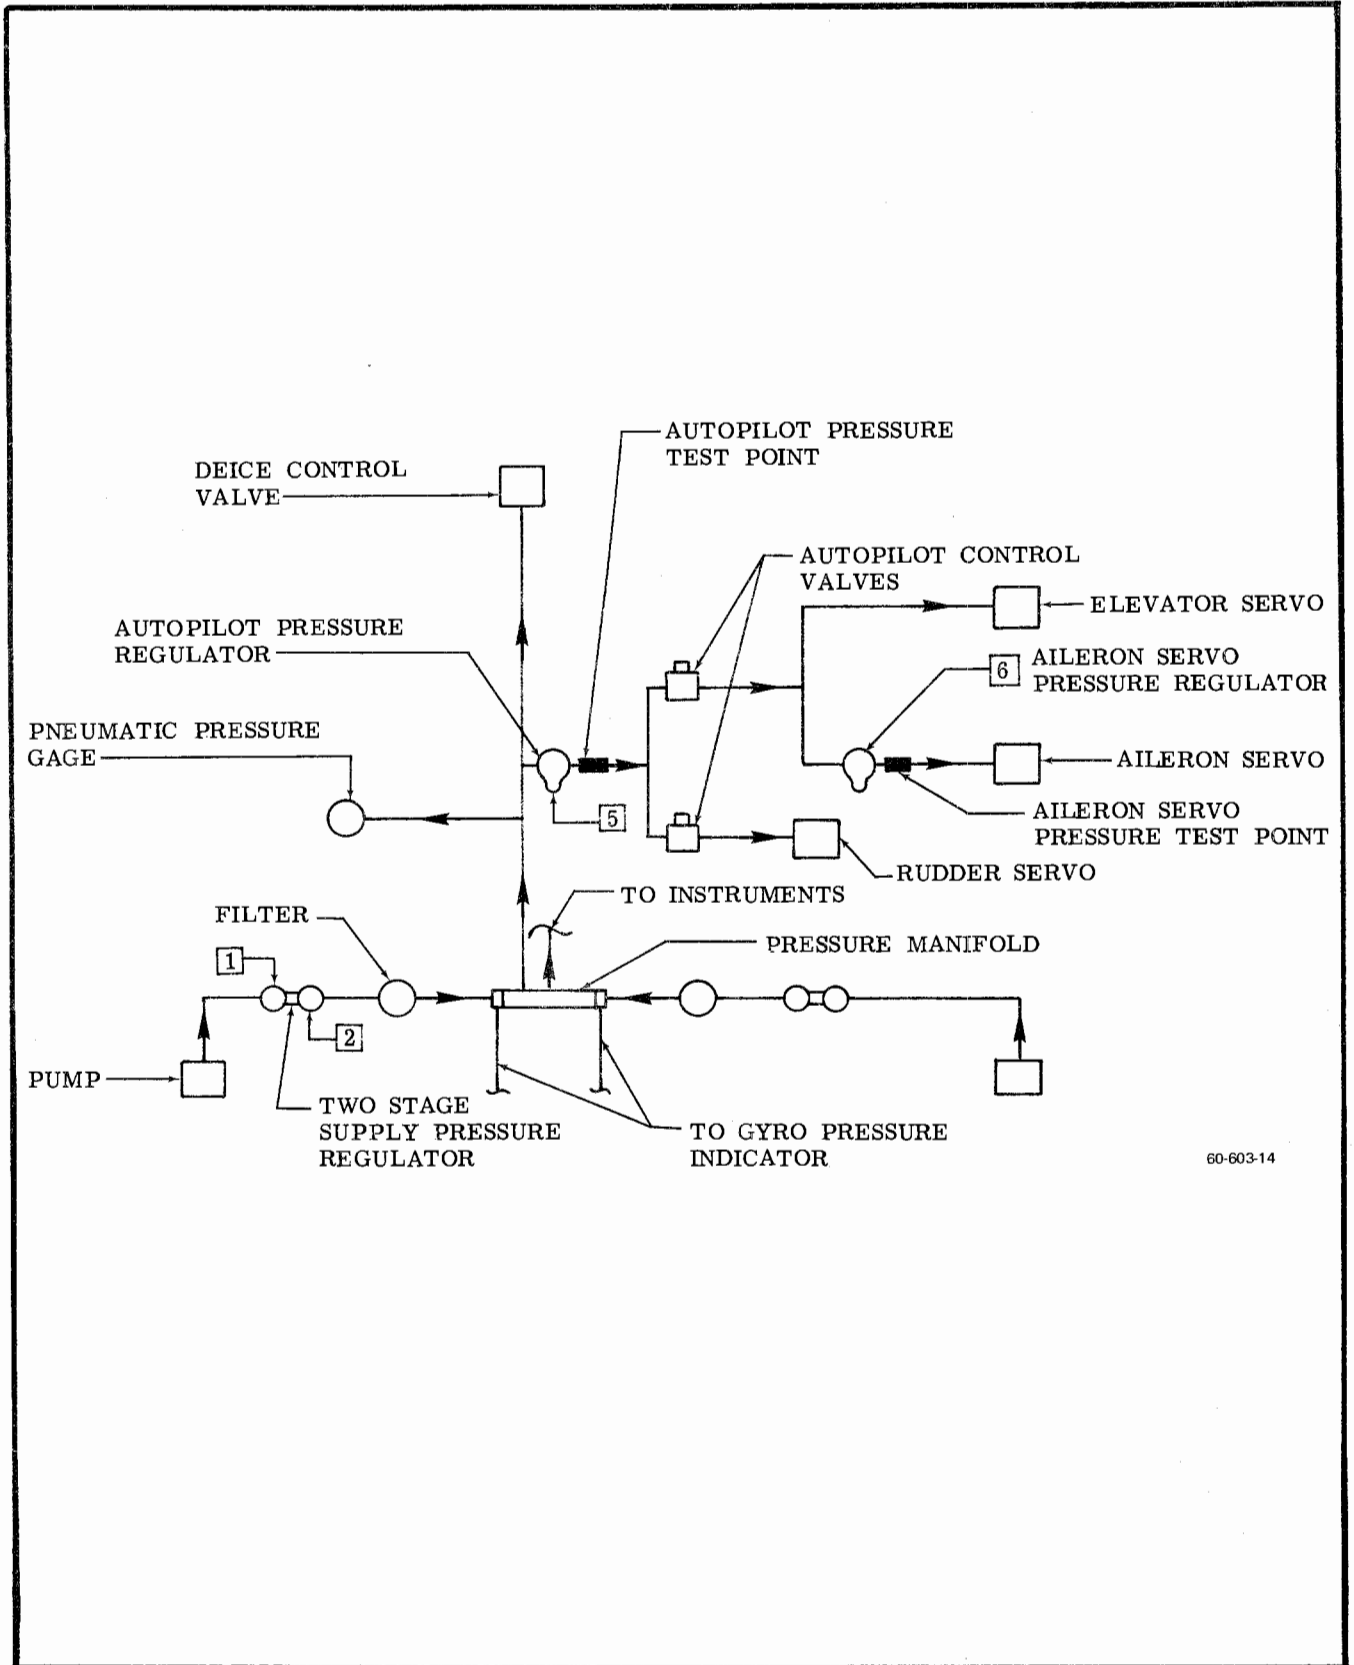 AUTOPILOT PRESSURE
TEST POINT
DEICE CONTROL
VALVE
AUTOPILOT CONTROL
VALVES
ELEVATOR SERVO
AUTOPILOT PRESSURE
REGULATOR
6
AILERON SERVO
PRESSURE REGULATOR
PNEUMATIC PRESSURE
GAGE
AILERON SERVO
5
AILERON SERVO
PRESSURE TEST POINT
RUDDER SERVO
TO INSTRUMENTS
FILTER
PRESSURE MANIFOLD
1
2
PUMP
TWO STAGE
SUPPLY PRESSURE
REGULATOR
TO GYRO PRESSURE
INDICATOR
60-603-14